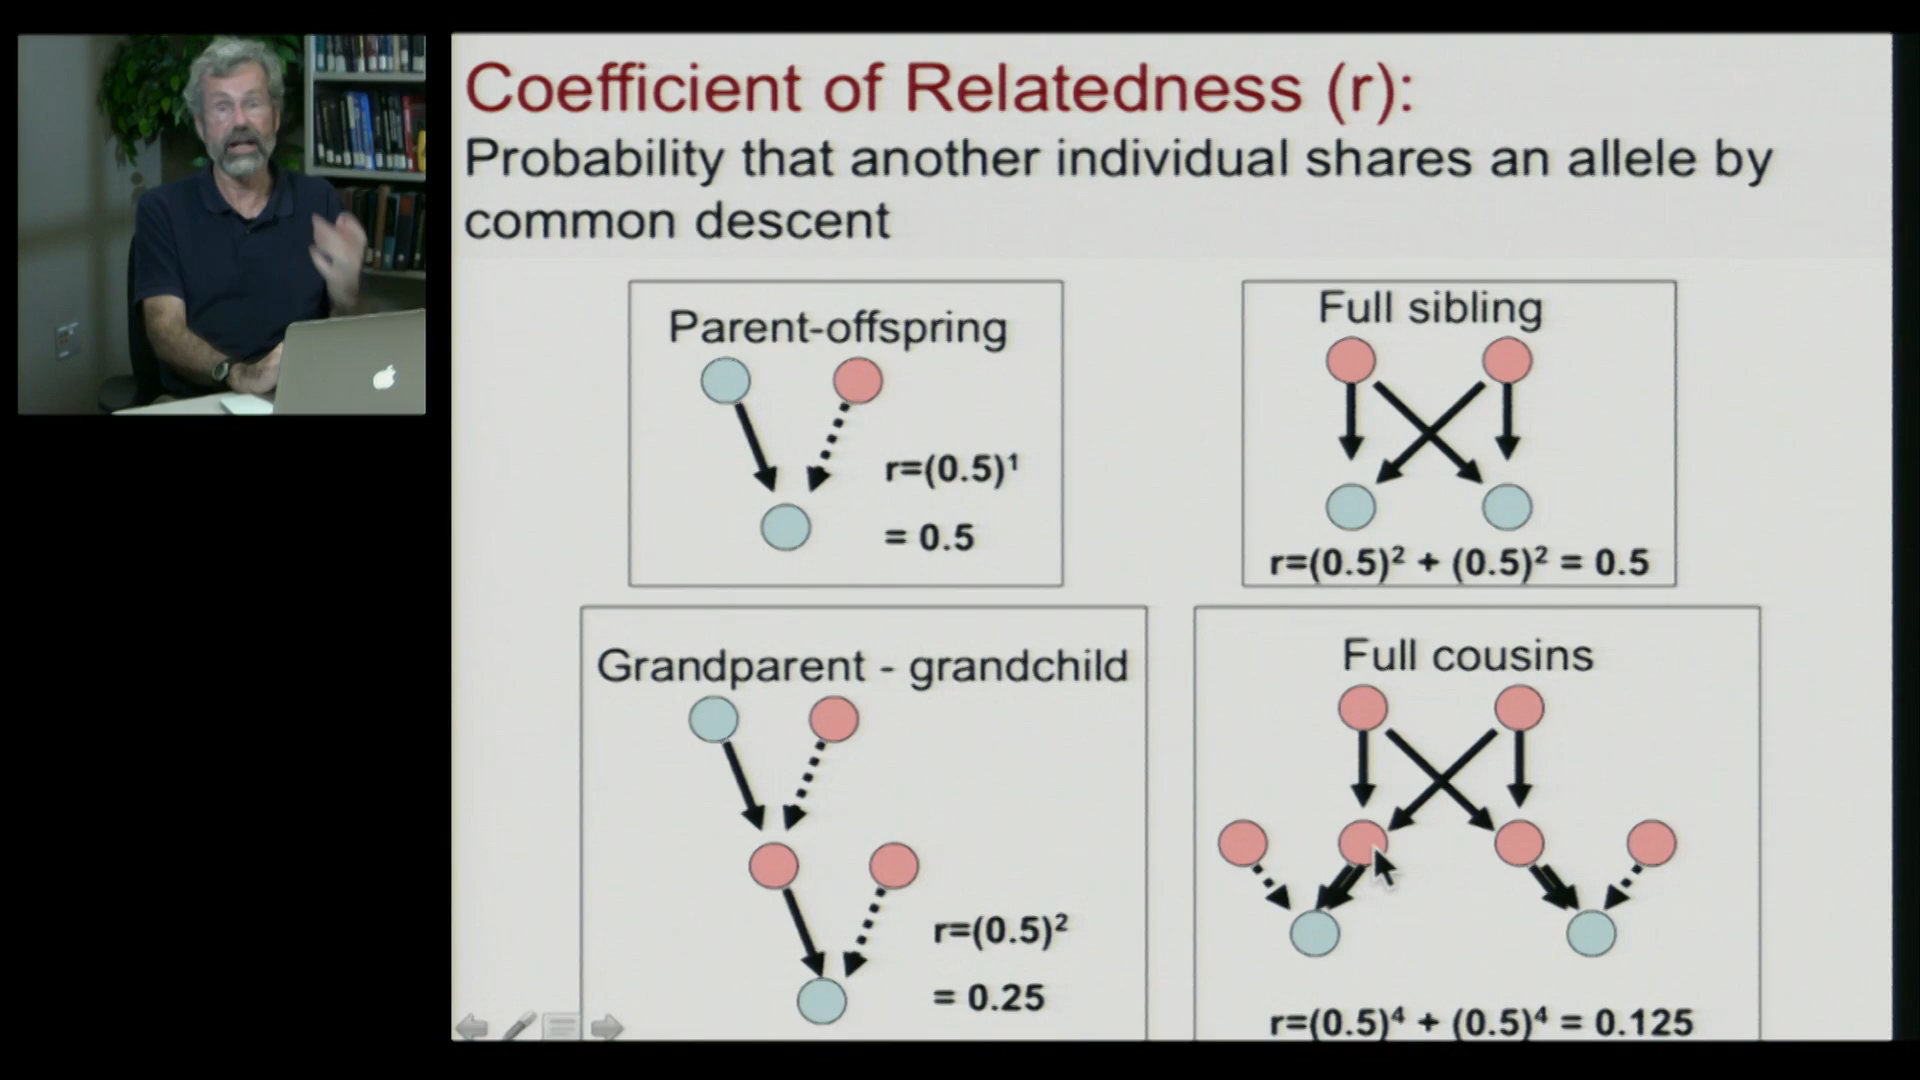 Coefficient of Relatedness (r):
Probability that another individual shares an allele by
common descent
Parent-offspring
r=(0.5)¹
= 0.5
Full sibling
r=(0.5)² + (0.5)² = 0.5
Grandparent - grandchild
r=(0.5)²
= 0.25
Full cousins
r=(0.5)⁴ + (0.5)⁴ = 0.125